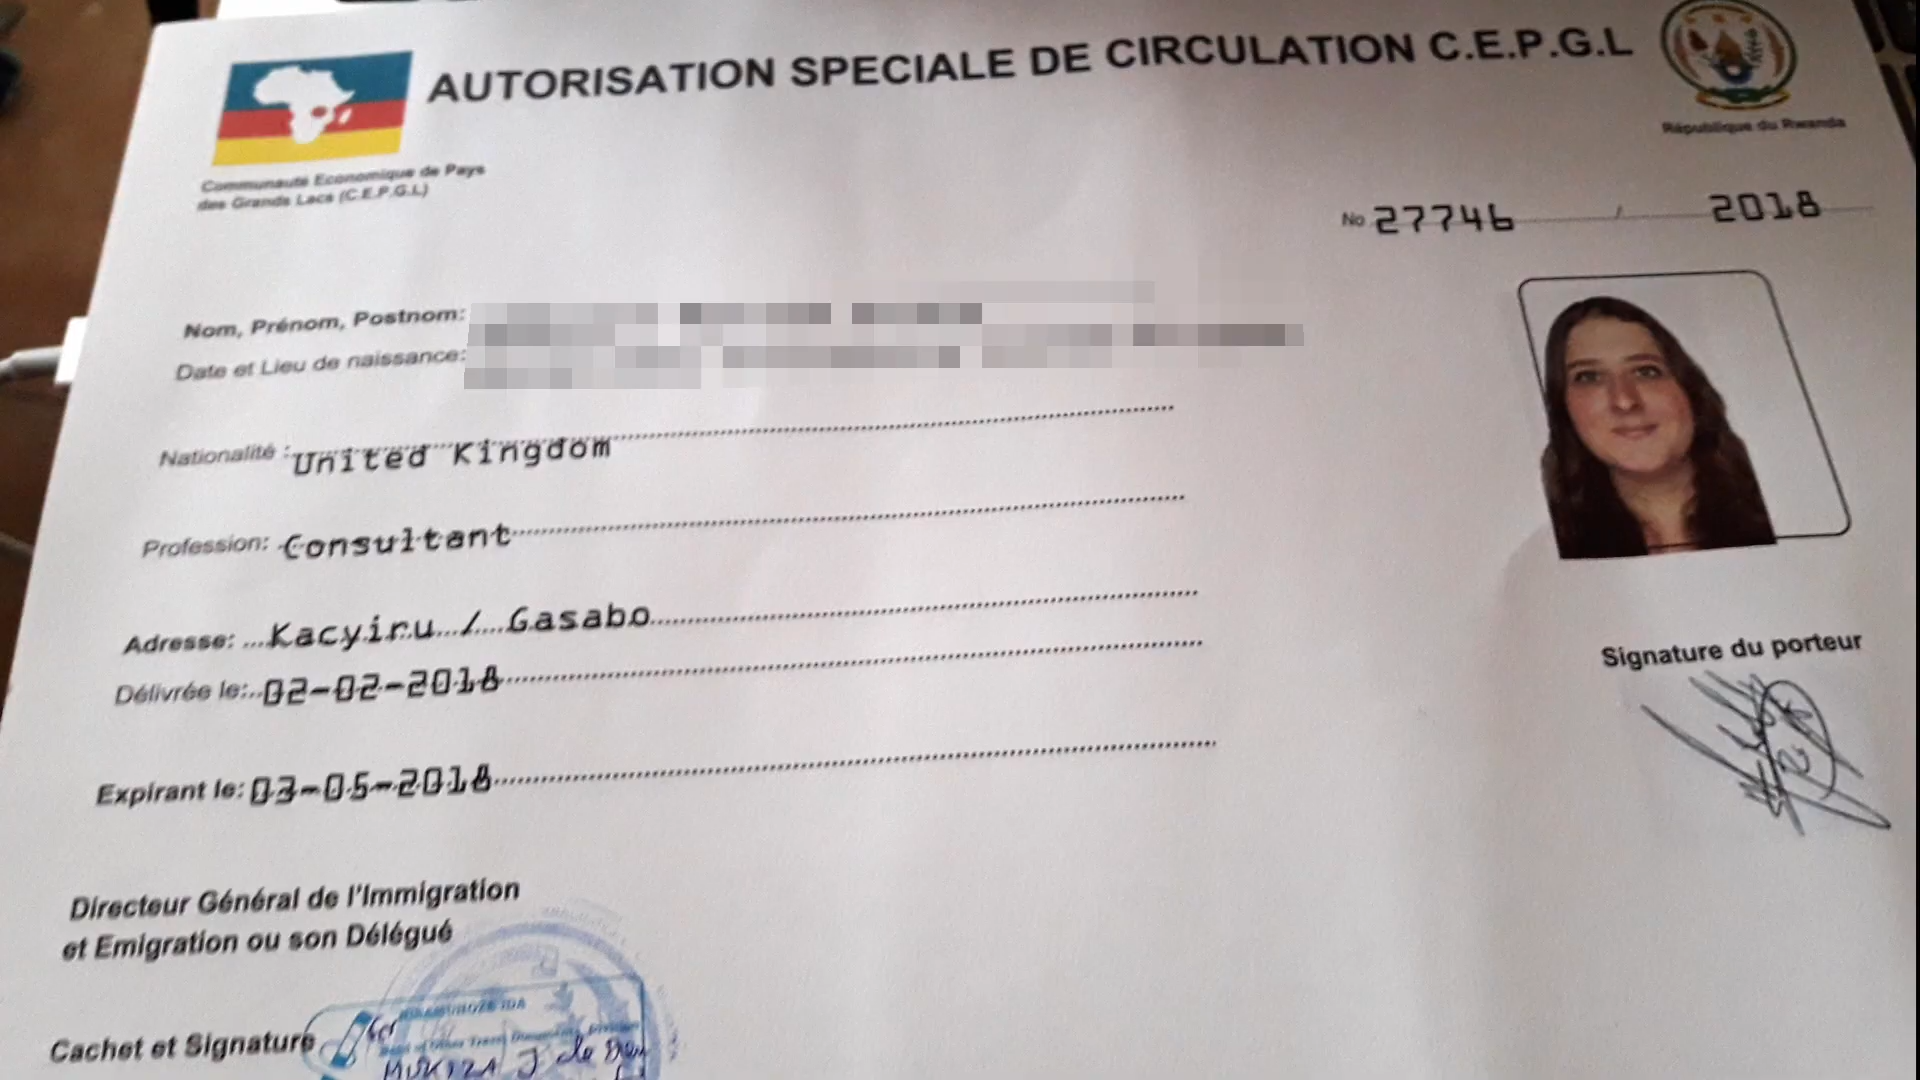 AUTORISATION SPECIALE DE CIRCULATION C.E.P.G.L
République du Rwanda
Communauté Economique de Pays
des Grands Lacs (C.E.P.G.L)
No 27746 / 2018
Nom, Prénom, Postnom:
Date et Lieu de naissance:
Nationalité : United Kingdom
Profession: Consultant
Adresse: Kacyiru / Gasabo
Délivrée le: 02-02-2018
Expirant le: 03-05-2018
Signature du porteur
Directeur Général de l'Immigration
et Emigration ou son Délégué
Cachet et Signature